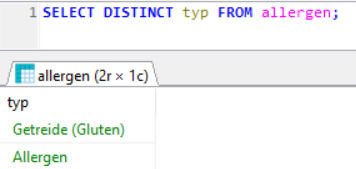 1 SELECT DISTINCT typ FROM allergen;
allergen (2r × 1c)
typ
Getreide (Gluten)
Allergen